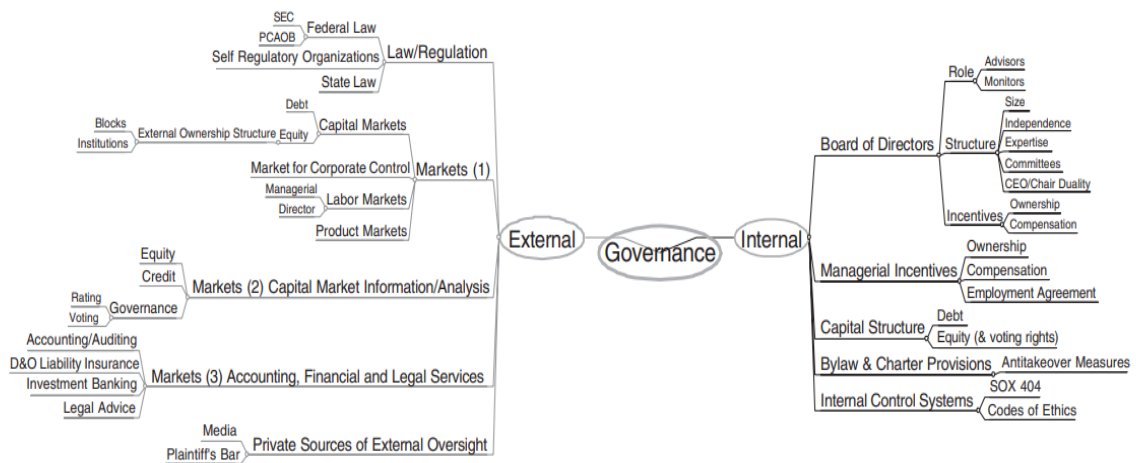 Governance
External
Law/Regulation
Federal Law
SEC
PCAOB
Self Regulatory Organizations
State Law
Markets (1)
Capital Markets
Debt
Equity
External Ownership Structure
Blocks
Institutions
Market for Corporate Control
Labor Markets
Managerial
Director
Product Markets
Markets (2) Capital Market Information/Analysis
Equity
Credit
Governance
Rating
Voting
Markets (3) Accounting, Financial and Legal Services
Accounting/Auditing
D&O Liability Insurance
Investment Banking
Legal Advice
Private Sources of External Oversight
Media
Plaintiff's Bar
Internal
Board of Directors
Role
Advisors
Monitors
Structure
Size
Independence
Expertise
Committees
CEO/Chair Duality
Incentives
Ownership
Compensation
Managerial Incentives
Ownership
Compensation
Employment Agreement
Capital Structure
Debt
Equity (& voting rights)
Bylaw & Charter Provisions
Antitakeover Measures
Internal Control Systems
SOX 404
Codes of Ethics